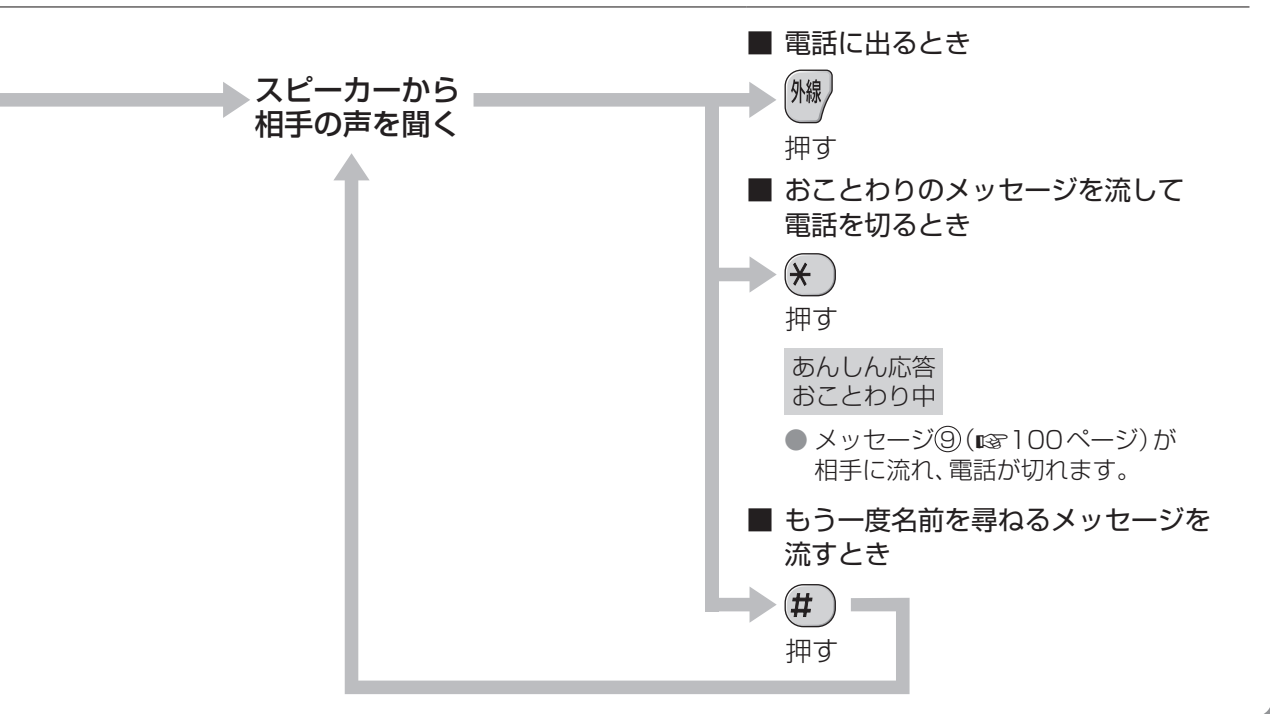 スピーカーから
相手の声を聞く
■ 電話に出るとき
外線
押す
■ おことわりのメッセージを流して
電話を切るとき
＊
押す
あんしん応答
おことわり中
● メッセージ⑨（☞100ページ）が
相手に流れ、電話が切れます。
■ もう一度名前を尋ねるメッセージを
流すとき
#
押す